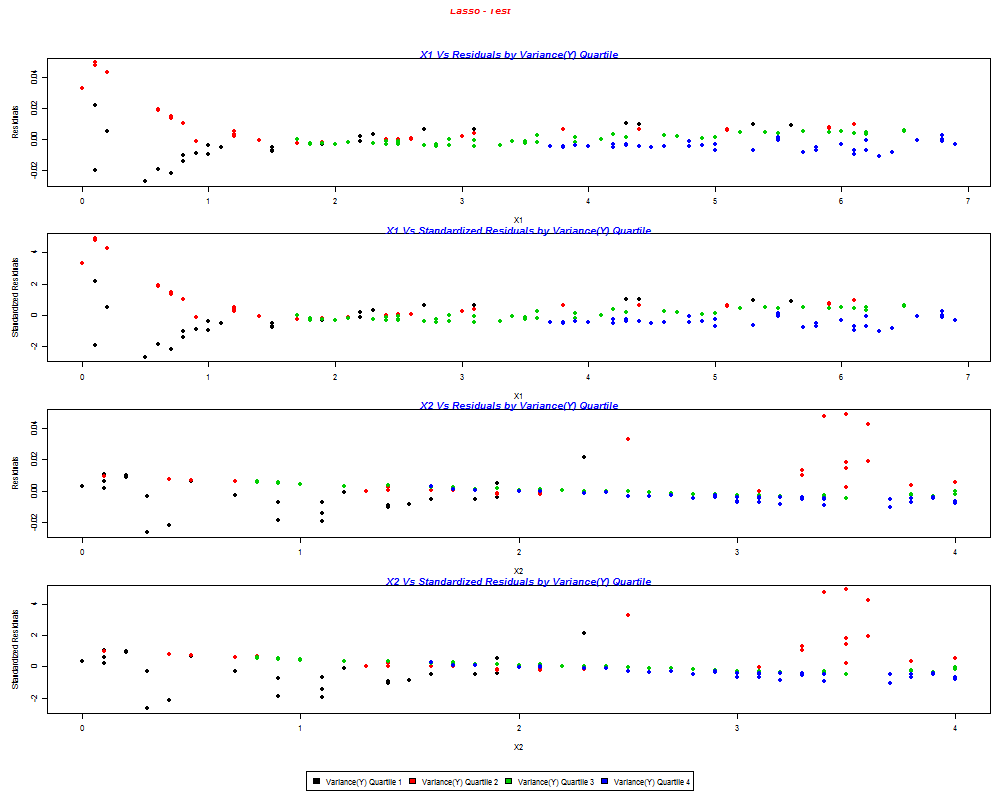 Lasso - Test
X1 Vs Residuals by Variance(Y) Quartile
Residuals
-0.02 0.00 0.02 0.04
0 1 2 3 4 5 6 7
X1
X1 Vs Standardized Residuals by Variance(Y) Quartile
Standardized Residuals
-2 0 2 4
0 1 2 3 4 5 6 7
X1
X2 Vs Residuals by Variance(Y) Quartile
Residuals
-0.02 0.00 0.02 0.04
0 1 2 3 4
X2
X2 Vs Standardized Residuals by Variance(Y) Quartile
Standardized Residuals
-2 0 2 4
0 1 2 3 4
X2
Variance(Y) Quartile 1 Variance(Y) Quartile 2 Variance(Y) Quartile 3 Variance(Y) Quartile 4